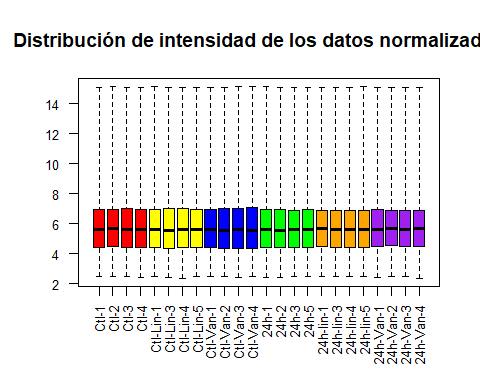 Distribución de intensidad de los datos normalizad
14
12
10
8
6
4
2
Ctl-1
Ctl-2
Ctl-3
Ctl-4
Ctl-Lin-1
Ctl-Lin-3
Ctl-Lin-4
Ctl-Lin-5
Ctl-Van-1
Ctl-Van-2
Ctl-Van-3
Ctl-Van-4
24h-1
24h-2
24h-3
24h-5
24h-lin-1
24h-lin-3
24h-lin-4
24h-lin-5
24h-Van-1
24h-Van-2
24h-Van-3
24h-Van-4